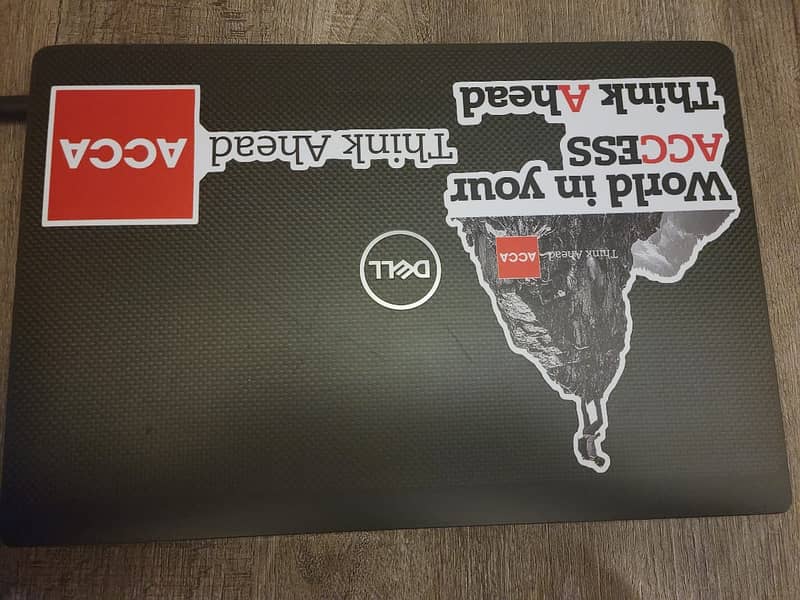 Think Ahead ACCA
World in your
ACCESS
Think Ahead
DELL
Think Ahead ACCA